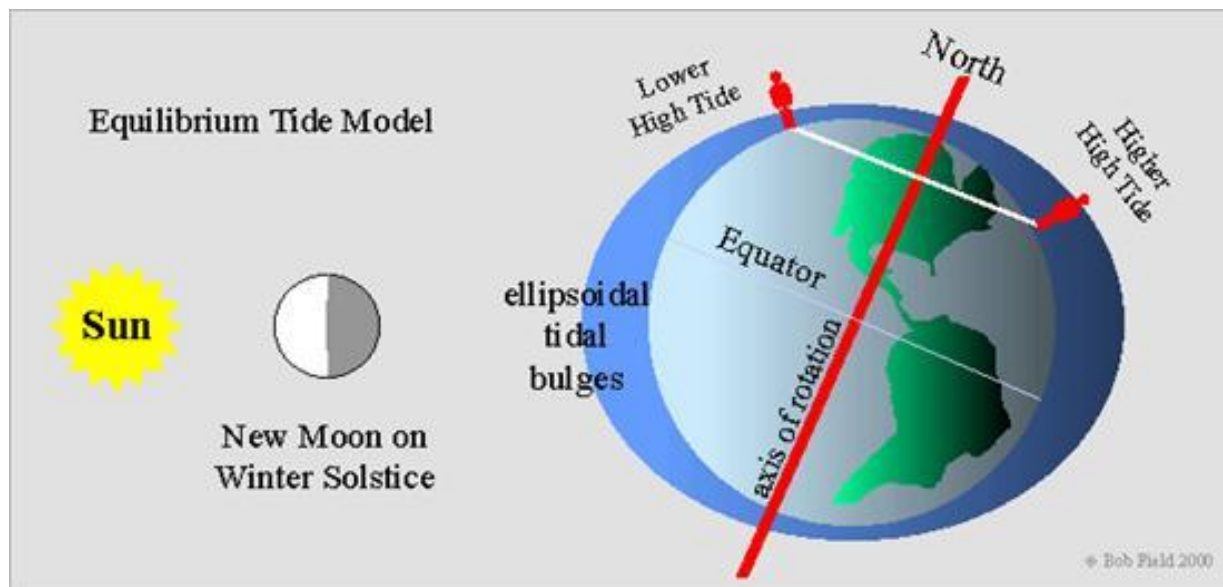 Equilibrium Tide Model
Sun
New Moon on
Winter Solstice
ellipsoidal
tidal
bulges
Lower
High Tide
North
Higher
High Tide
Equator
axis of rotation
© Bob Field 2000